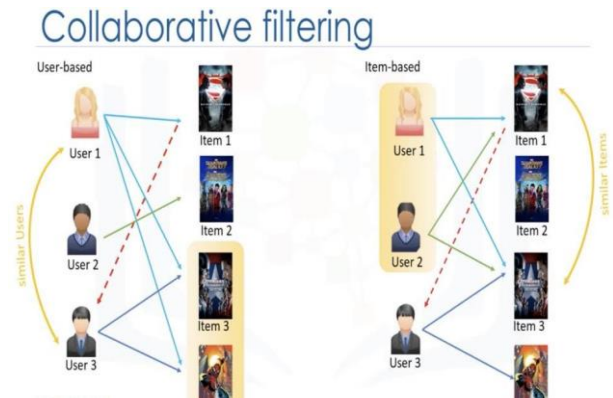 Collaborative filtering
User-based
User 1
User 2
User 3
similar Users
Item 1
Item 2
Item 3
Item-based
User 1
User 2
User 3
Item 1
Item 2
Item 3
similar Items